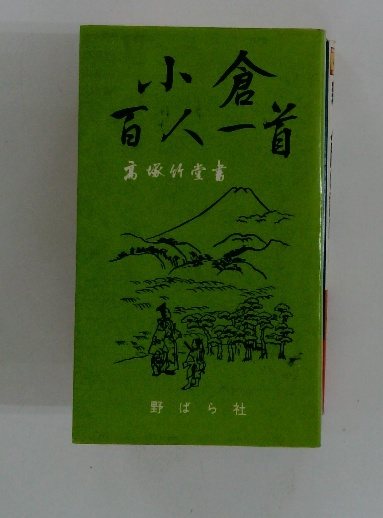 小倉
百人一首
高塚竹堂書
野ばら社